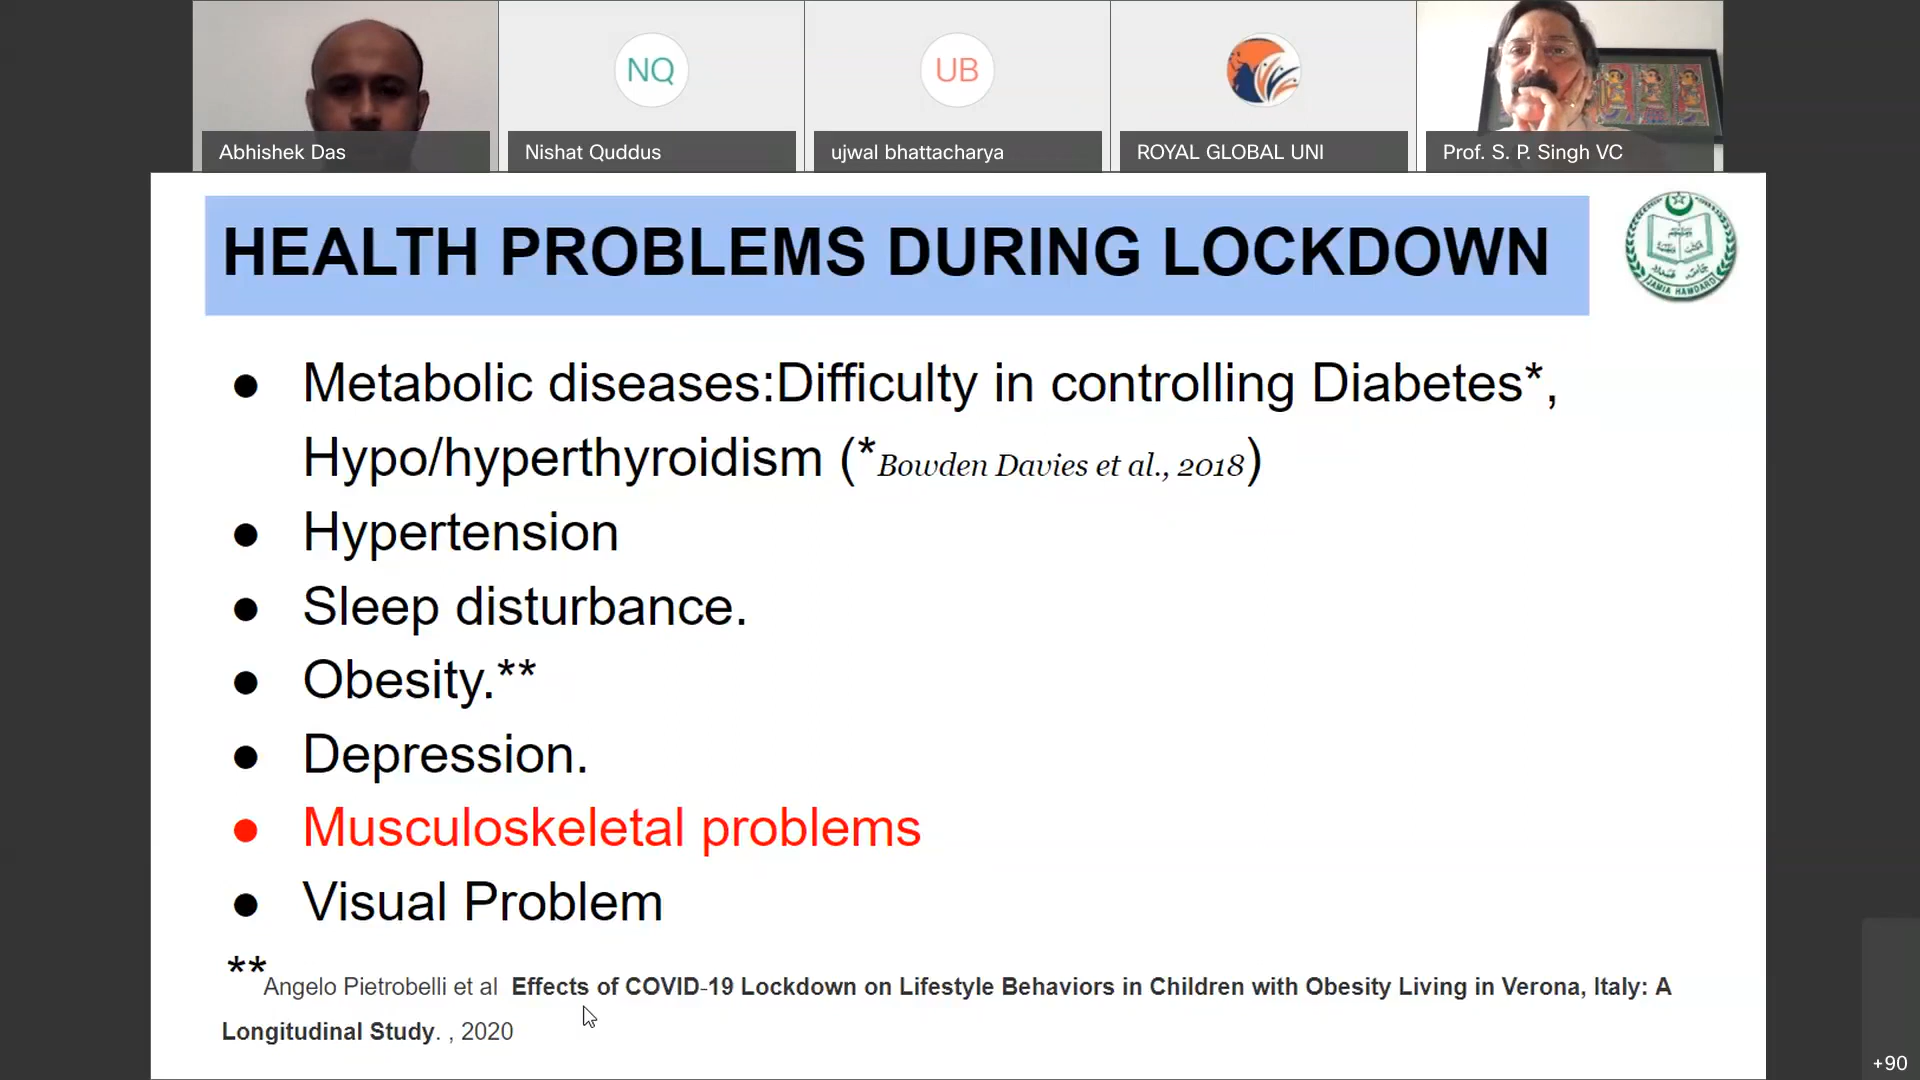 NQ
UB
Abhishek Das
Nishat Quddus
ujwal bhattacharya
ROYAL GLOBAL UNI
Prof. S. P. Singh VC
HEALTH PROBLEMS DURING LOCKDOWN
JAMIA HAMDARD
● Metabolic diseases:Difficulty in controlling Diabetes*,
Hypo/hyperthyroidism (*Bowden Davies et al., 2018)
● Hypertension
● Sleep disturbance.
● Obesity.**
● Depression.
● Musculoskeletal problems
● Visual Problem
**Angelo Pietrobelli et al Effects of COVID-19 Lockdown on Lifestyle Behaviors in Children with Obesity Living in Verona, Italy: A
Longitudinal Study. , 2020
+90